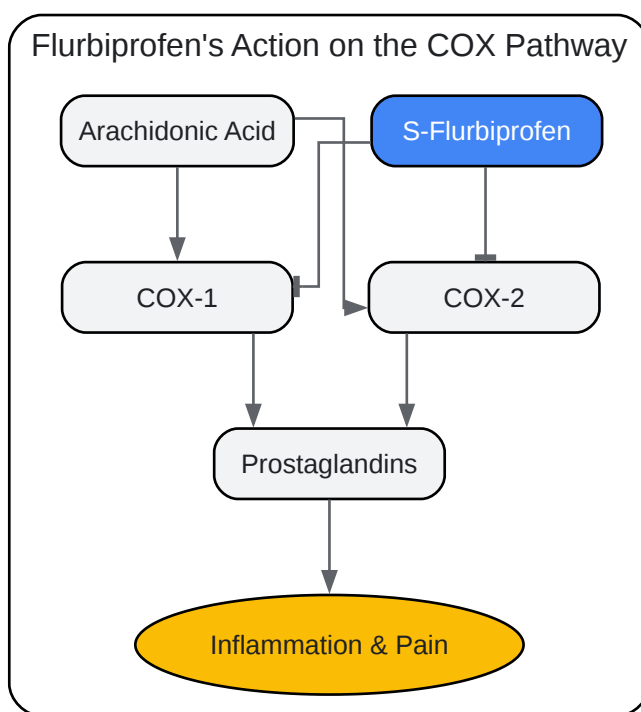 Flurbiprofen's Action on the COX Pathway
Arachidonic Acid
S-Flurbiprofen
COX-1
COX-2
Prostaglandins
Inflammation & Pain